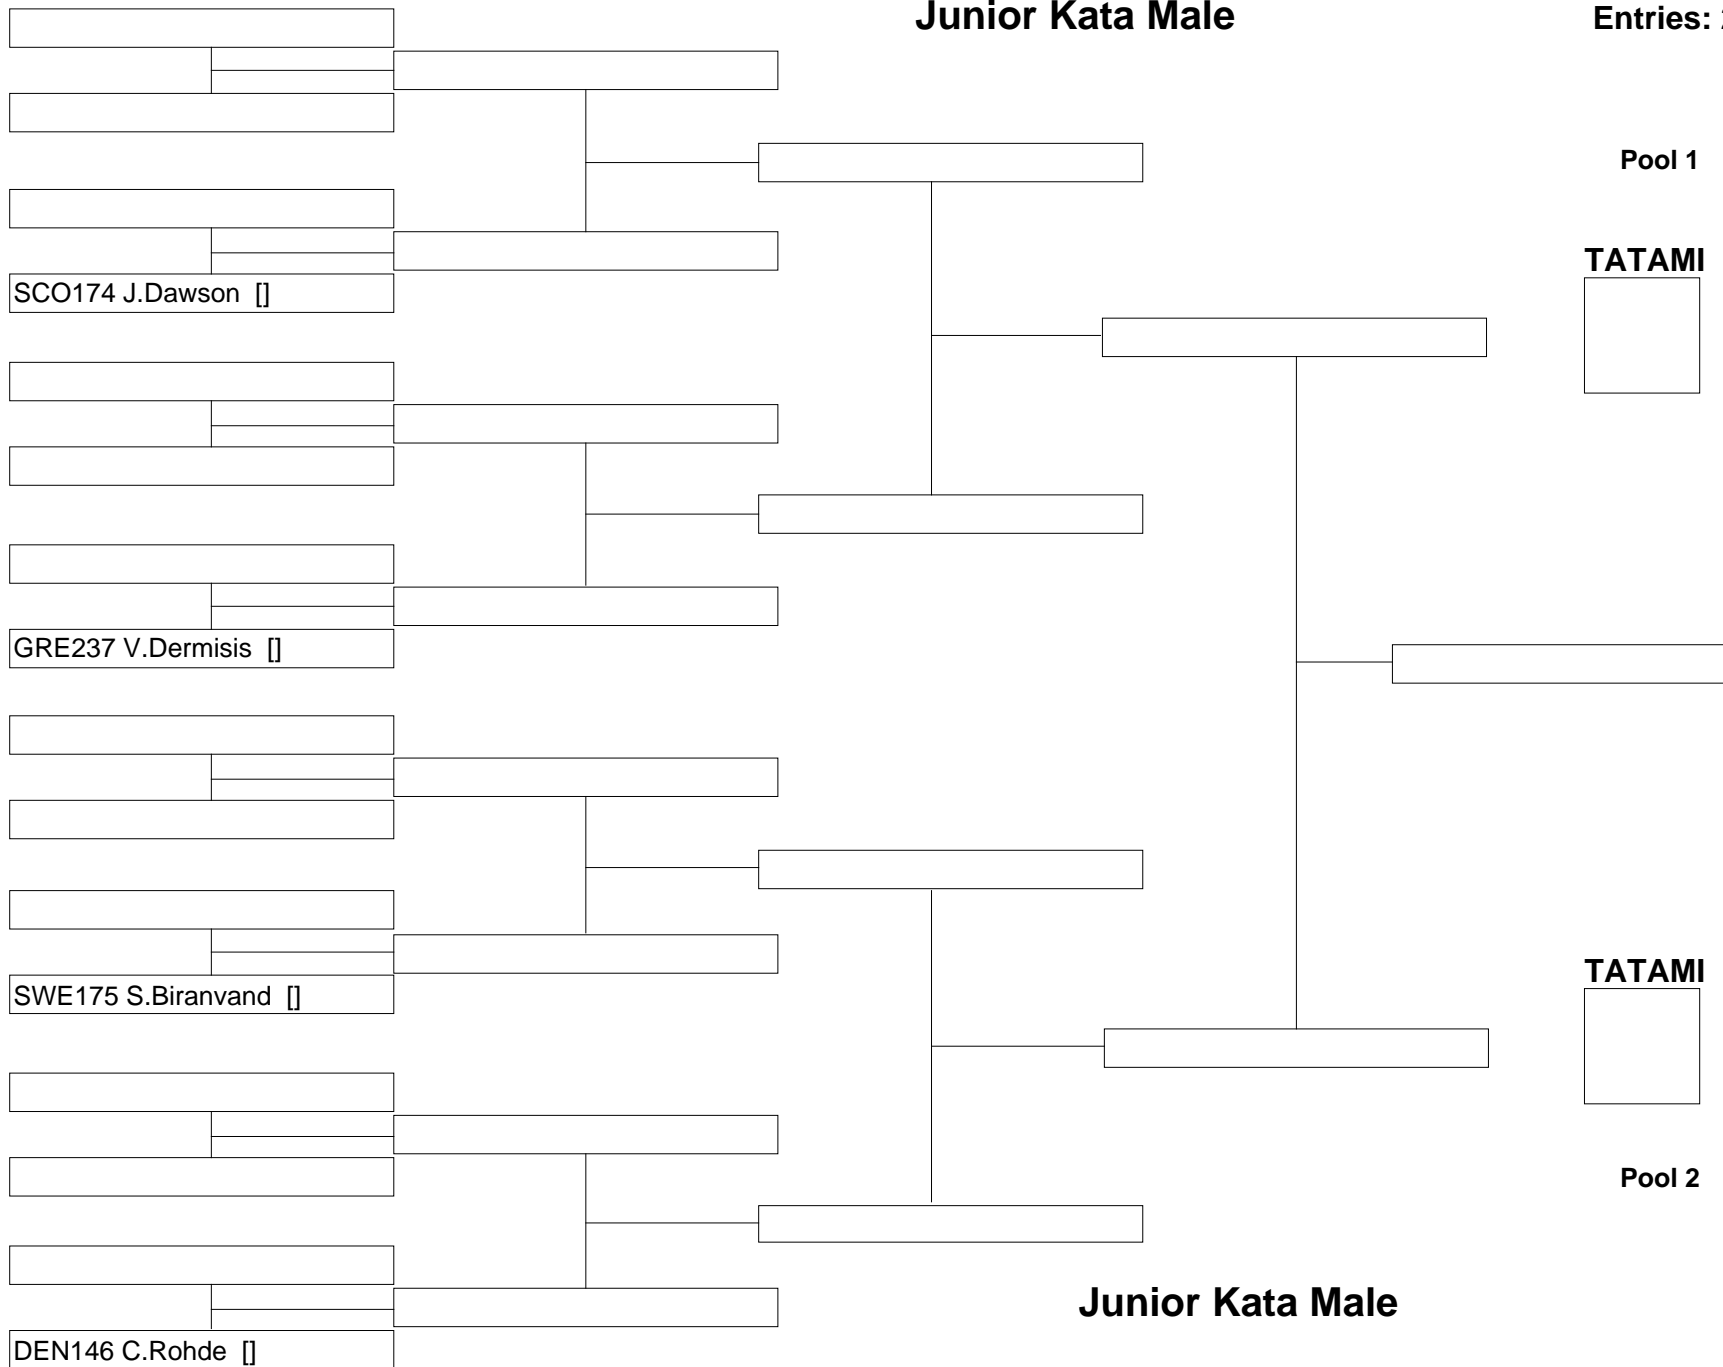 Junior Kata Male
Entries:
Pool 1
TATAMI
SCO174 J.Dawson []
GRE237 V.Dermisis []
SWE175 S.Biranvand []
TATAMI
Pool 2
Junior Kata Male
DEN146 C.Rohde []